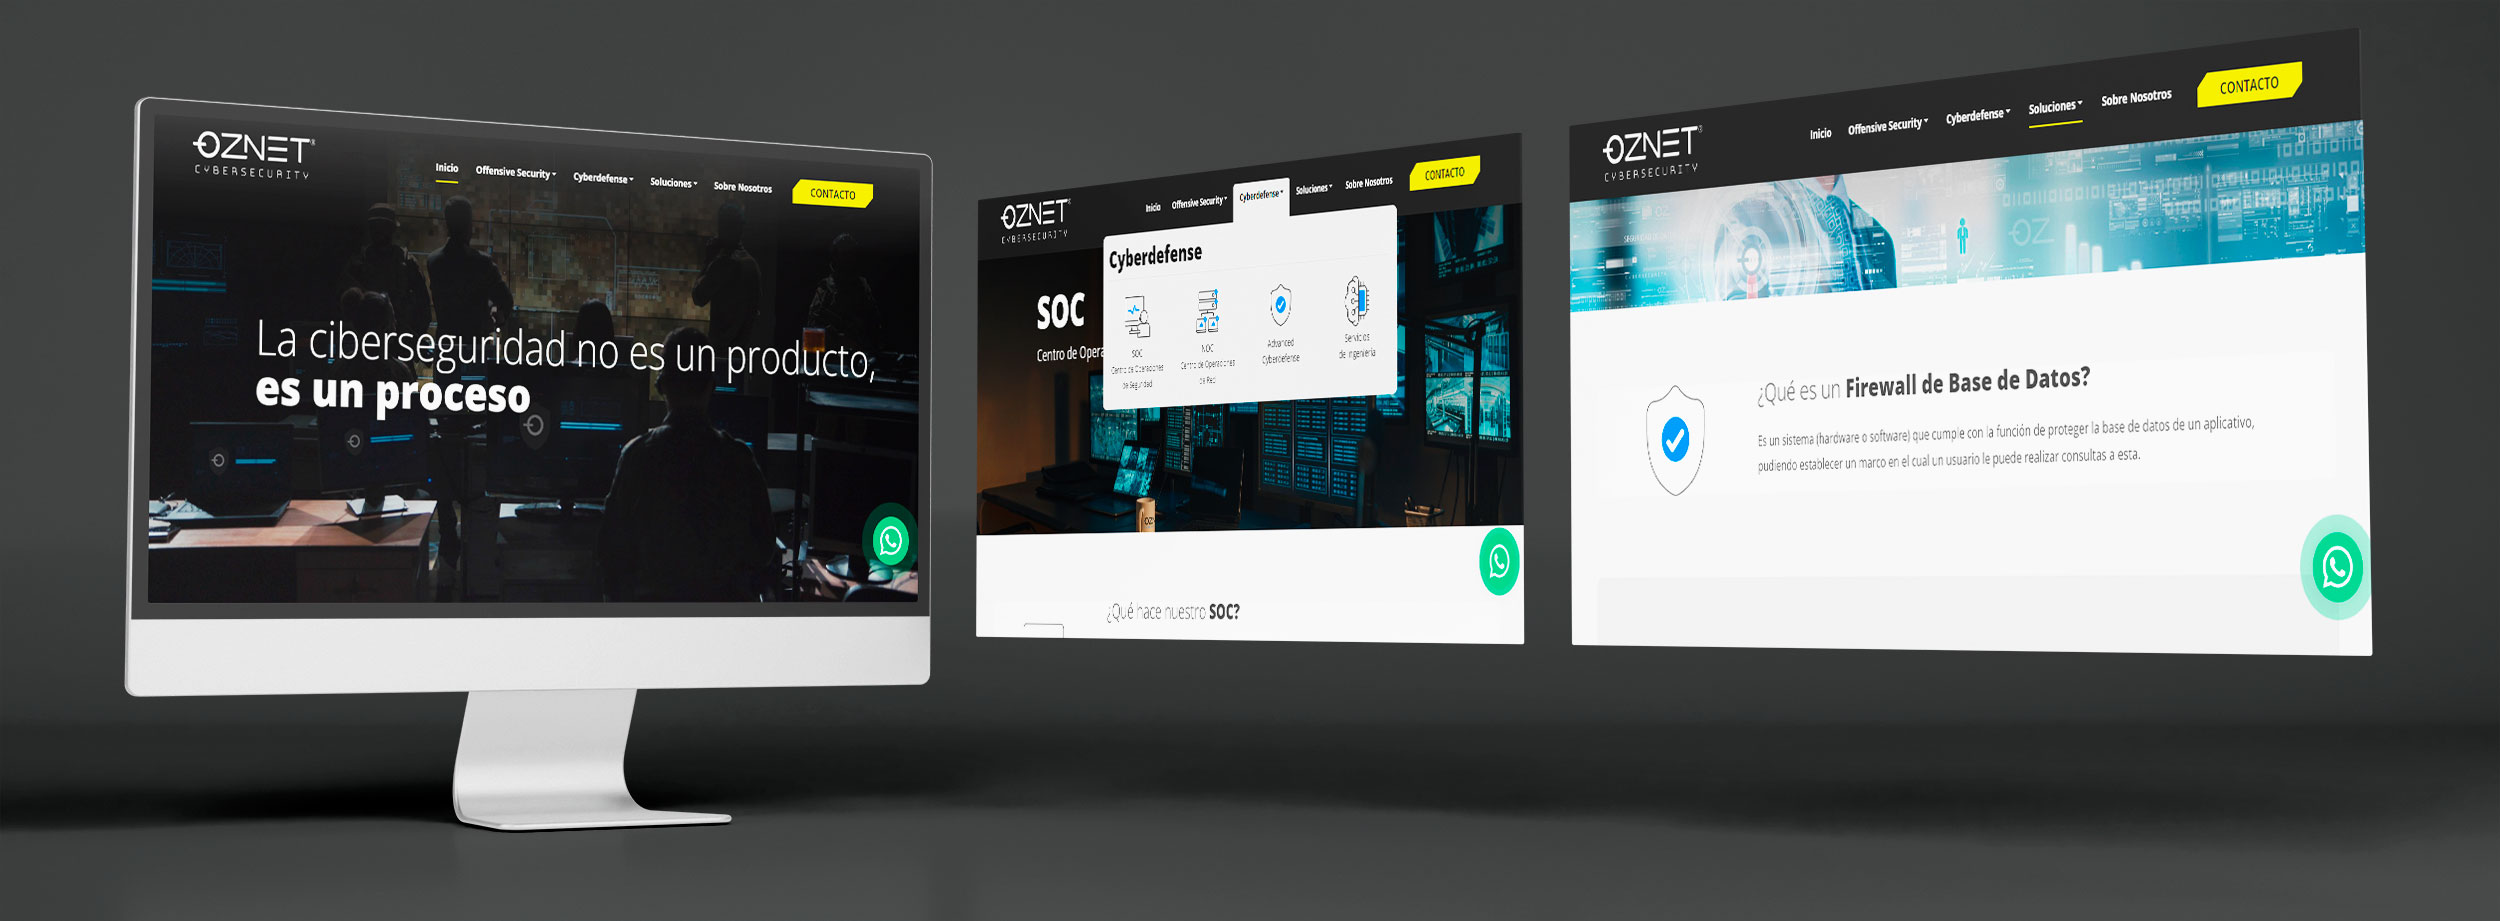 OZNET®
CYBERSECURITY
Inicio
Offensive Security
Cyberdefense
Soluciones
Sobre Nosotros
CONTACTO
La ciberseguridad no es un producto,
es un proceso
OZNET®
CYBERSECURITY
Inicio
Offensive Security
Cyberdefense
Soluciones
Sobre Nosotros
CONTACTO
Cyberdefense
SOC
Centro de Operaciones
de Seguridad
NOC
Centro de Operaciones
de Red
Advanced
Cyberdefense
Servicios
de Ingeniería
SOC
Centro de Opera
OZ
¿Qué hace nuestro SOC?
OZNET®
CYBERSECURITY
Inicio
Offensive Security
Cyberdefense
Soluciones
Sobre Nosotros
CONTACTO
OZ
¿Qué es un Firewall de Base de Datos?
Es un sistema (hardware o software) que cumple con la función de proteger la base de datos de un aplicativo,
pudiendo establecer un marco en el cual un usuario le puede realizar consultas a esta.